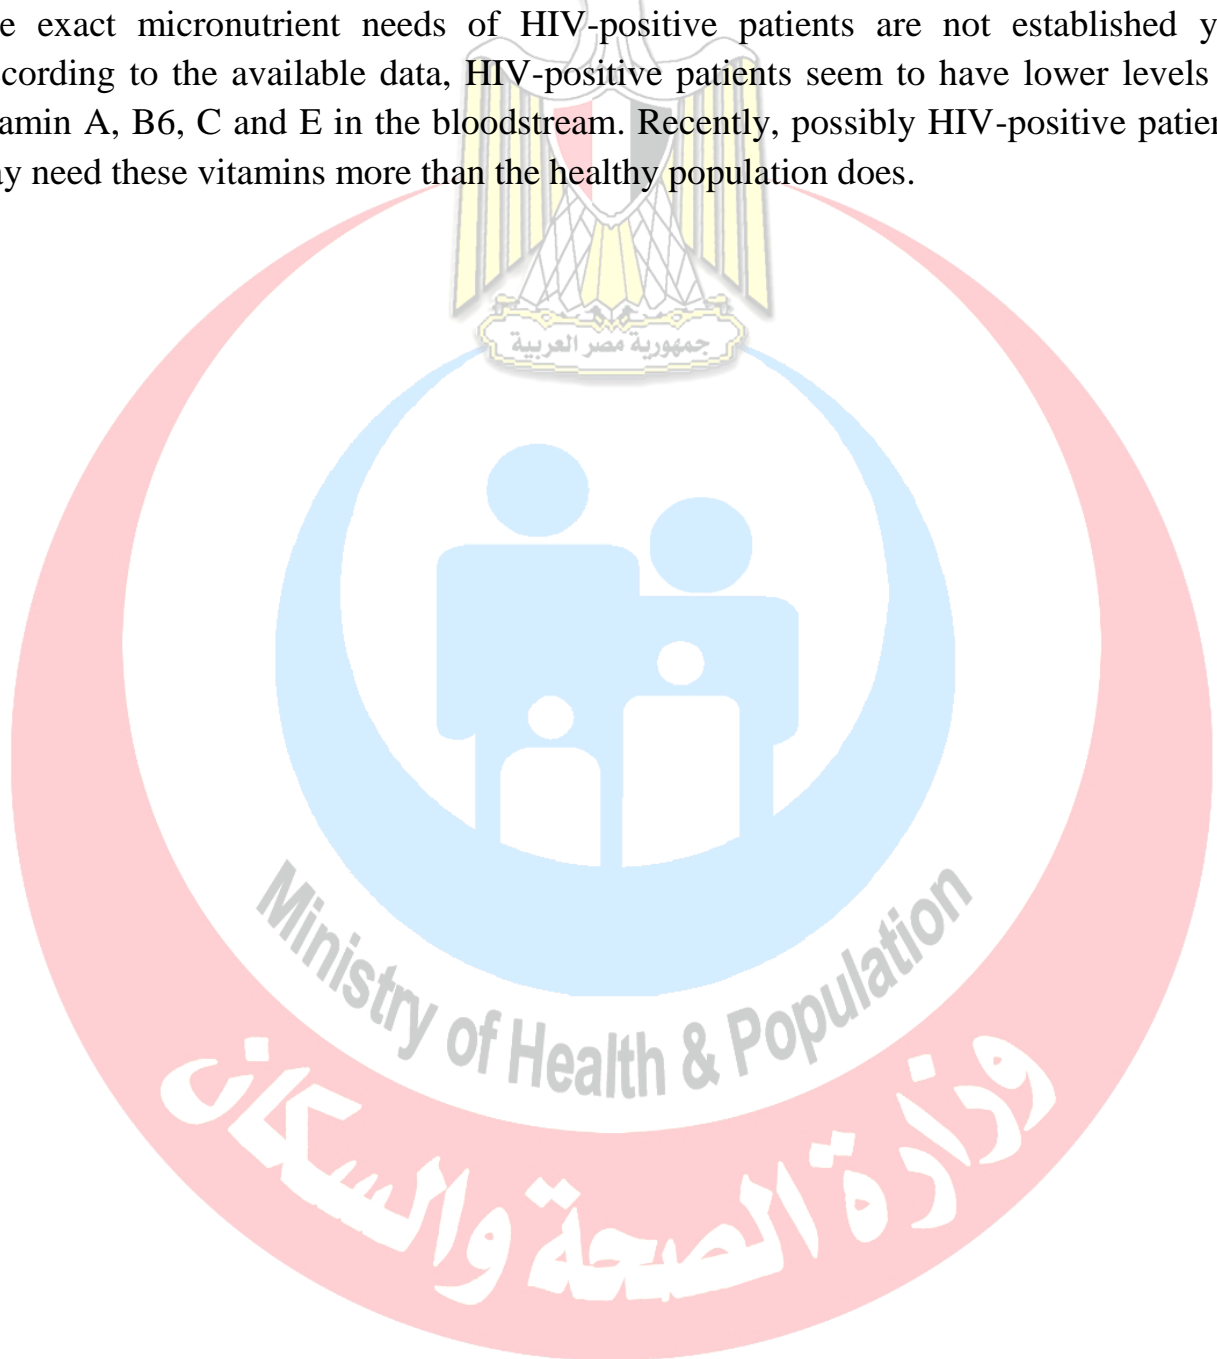 e exact micronutrient needs of HIV-positive patients are not established y
cording to the available data, HIV-positive patients seem to have lower levels
amin A, B6, C and E in the bloodstream. Recently, possibly HIV-positive patien
ay need these vitamins more than the healthy population does.
جمهورية مصر العربية
Ministry of Health & Population
وزارة الصحة والسكان